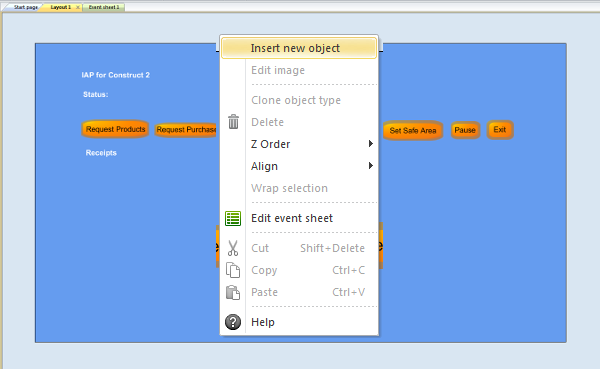 Start page Layout 1 x Event sheet 1
Insert new object
Edit image
IAP for Construct 2
Status:
Clone object type
Delete
Request Products Request Purchase Set Safe Area Pause Exit
Z Order
Receipts
Align
Wrap selection
Edit event sheet
Cut Shift+Delete
Copy Ctrl+C
Paste Ctrl+V
Help